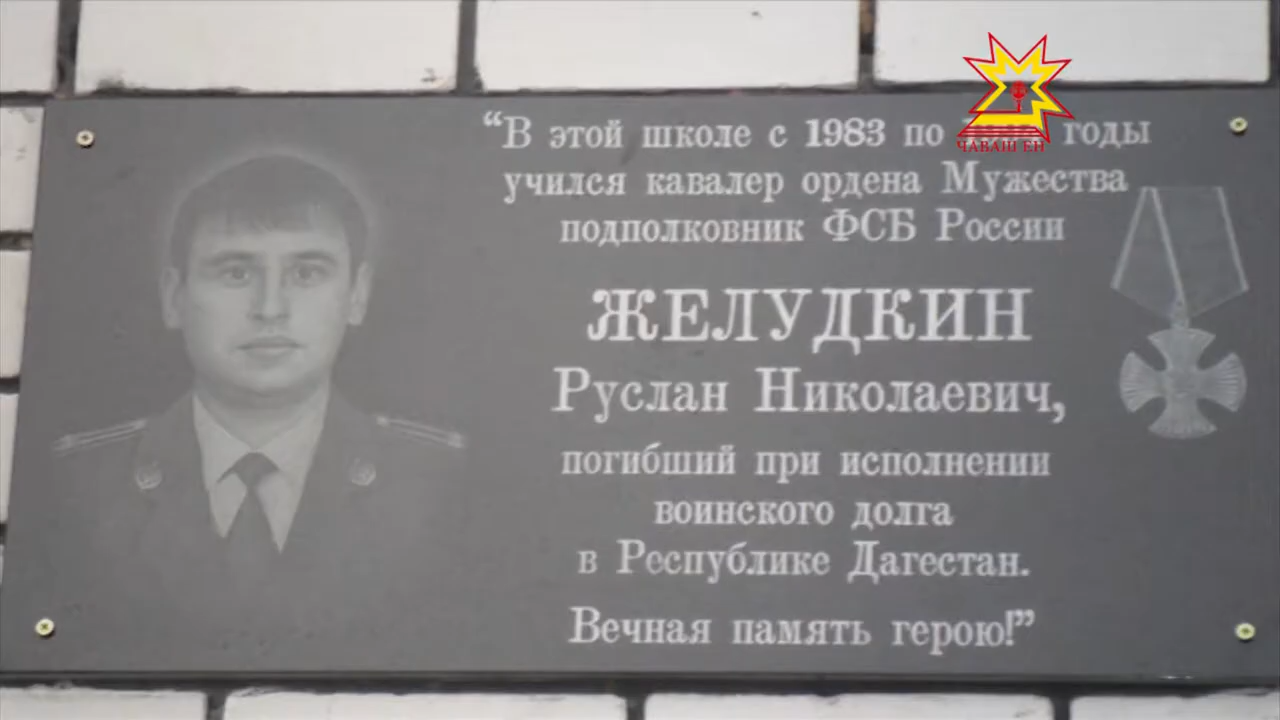 “В этой школе с 1983 по годы
учился кавалер ордена Мужества
подполковник ФСБ России
ЖЕЛУДКИН
Руслан Николаевич,
погибший при исполнении
воинского долга
в Республике Дагестан.
Вечная память герою!”
ЧӐВАШ ЕН